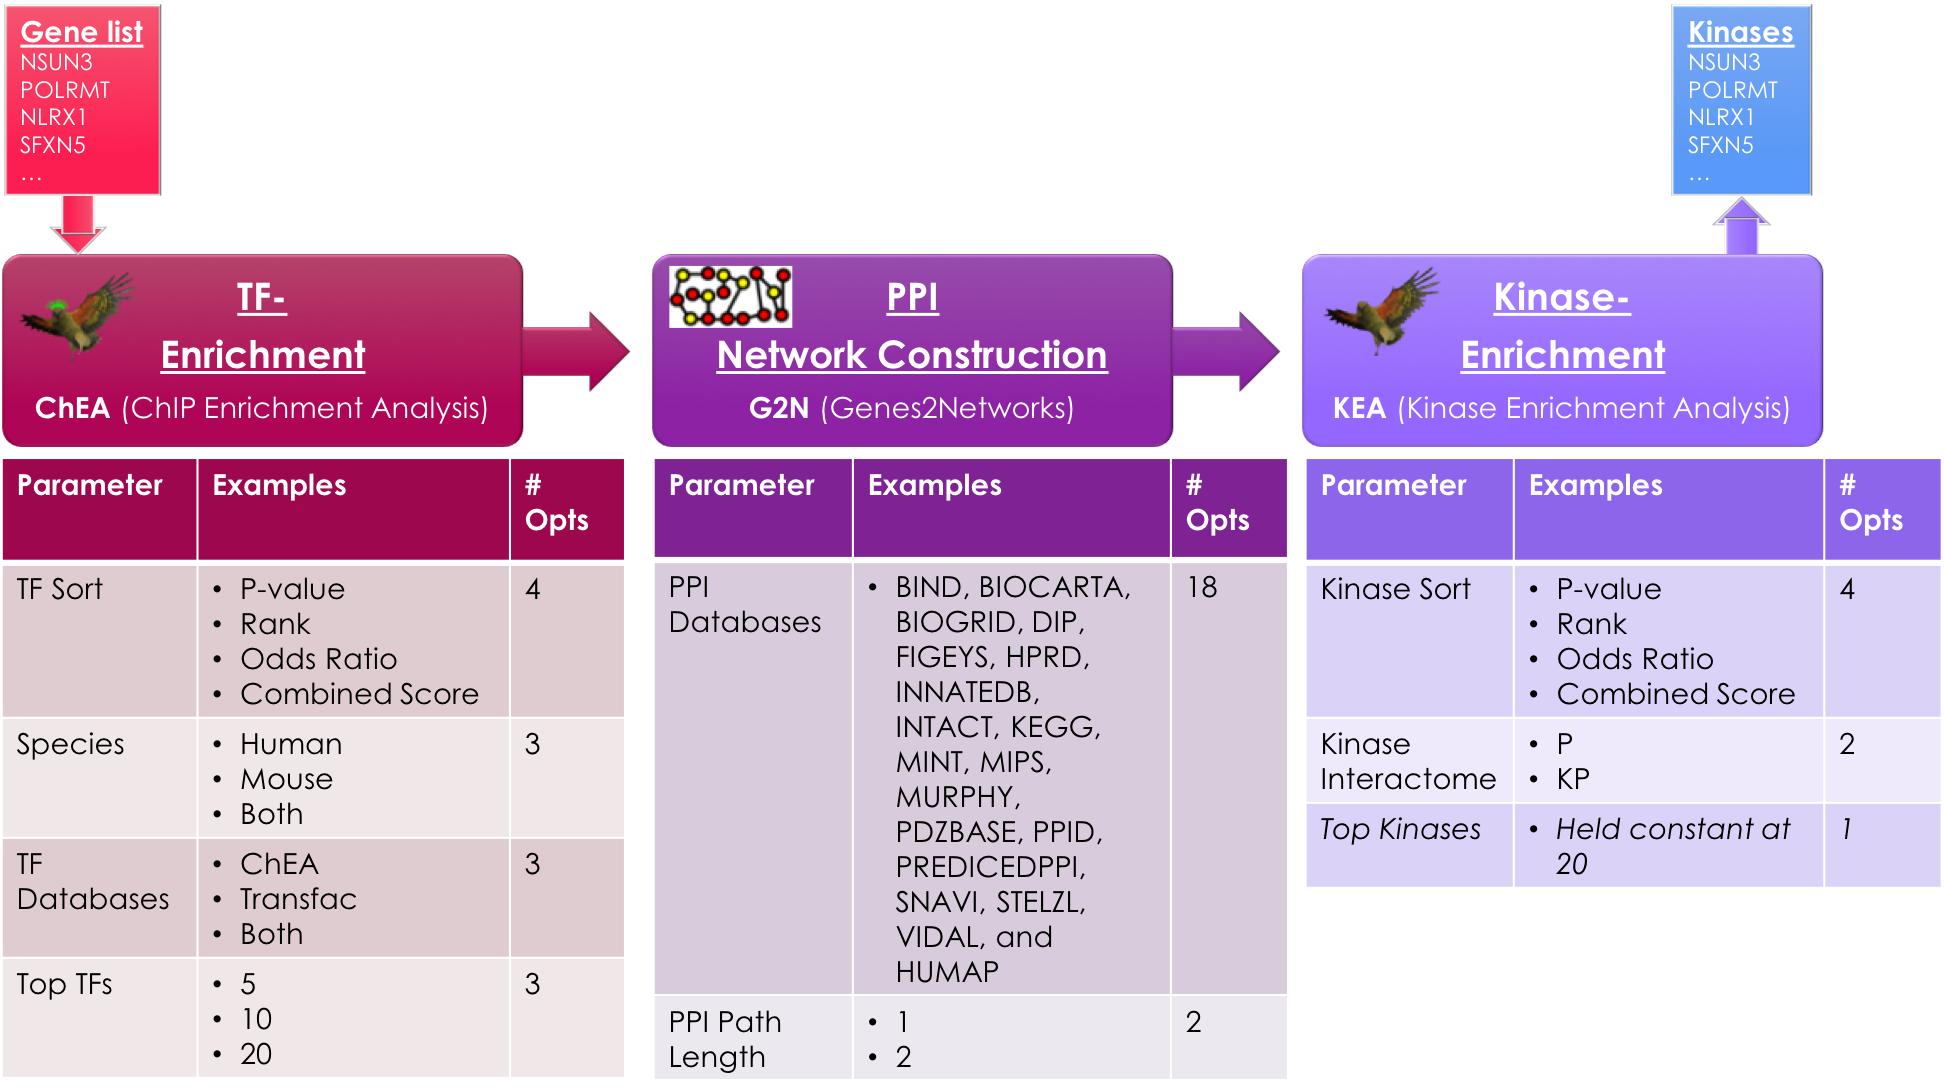 Gene list
NSUN3
POLRMT
NLRX1
SFXN5
...
Kinases
NSUN3
POLRMT
NLRX1
SFXN5
...
TF-
Enrichment
ChEA (ChIP Enrichment Analysis)
PPI
Network Construction
G2N (Genes2Networks)
Kinase-
Enrichment
KEA (Kinase Enrichment Analysis)
Parameter Examples #
Opts
TF Sort • P-value 4
• Rank
• Odds Ratio
• Combined Score
Species • Human 3
• Mouse
• Both
TF • ChEA 3
Databases • Transfac
• Both
Top TFs • 5 3
• 10
• 20
Parameter Examples #
Opts
PPI • BIND, BIOCARTA, 18
Databases BIOGRID, DIP,
FIGEYS, HPRD,
INNATEDB,
INTACT, KEGG,
MINT, MIPS,
MURPHY,
PDZBASE, PPID,
PREDICEDPPI,
SNAVI, STELZL,
VIDAL, and
HUMAP
PPI Path • 1 2
Length • 2
Parameter Examples #
Opts
Kinase Sort • P-value 4
• Rank
• Odds Ratio
• Combined Score
Kinase • P 2
Interactome • KP
Top Kinases • Held constant at 1
20